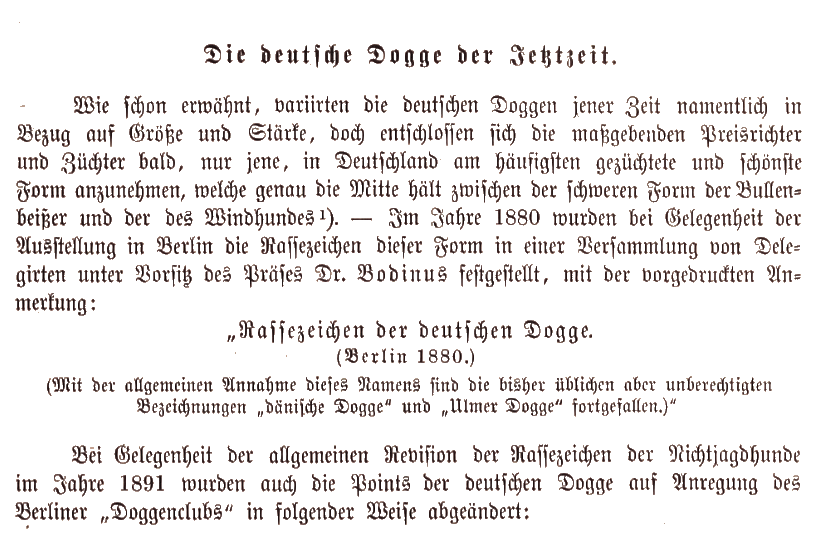 Die deutsche Dogge der Jetztzeit.
Wie schon erwähnt, variirten die deutschen Doggen jener Zeit namentlich in
Bezug auf Größe und Stärke, doch entschlossen sich die maßgebenden Preisrichter
und Züchter bald, nur jene, in Deutschland am häufigsten gezüchtete und schönste
Form anzunehmen, welche genau die Mitte hält zwischen der schweren Form der Bullen=
beißer und der des Windhundes¹). — Im Jahre 1880 wurden bei Gelegenheit der
Ausstellung in Berlin die Rassezeichen dieser Form in einer Versammlung von Dele=
girten unter Vorsitz des Präses Dr. Bodinus festgestellt, mit der vorgedruckten An=
merkung:
„Rassezeichen der deutschen Dogge.
(Berlin 1880.)
(Mit der allgemeinen Annahme dieses Namens sind die bisher üblichen aber unberechtigten
Bezeichnungen „dänische Dogge" und „Ulmer Dogge" fortgefallen.)"
Bei Gelegenheit der allgemeinen Revision der Rassezeichen der Nichtjagdhunde
im Jahre 1891 wurden auch die Points der deutschen Dogge auf Anregung des
Berliner „Doggenclubs" in folgender Weise abgeändert: